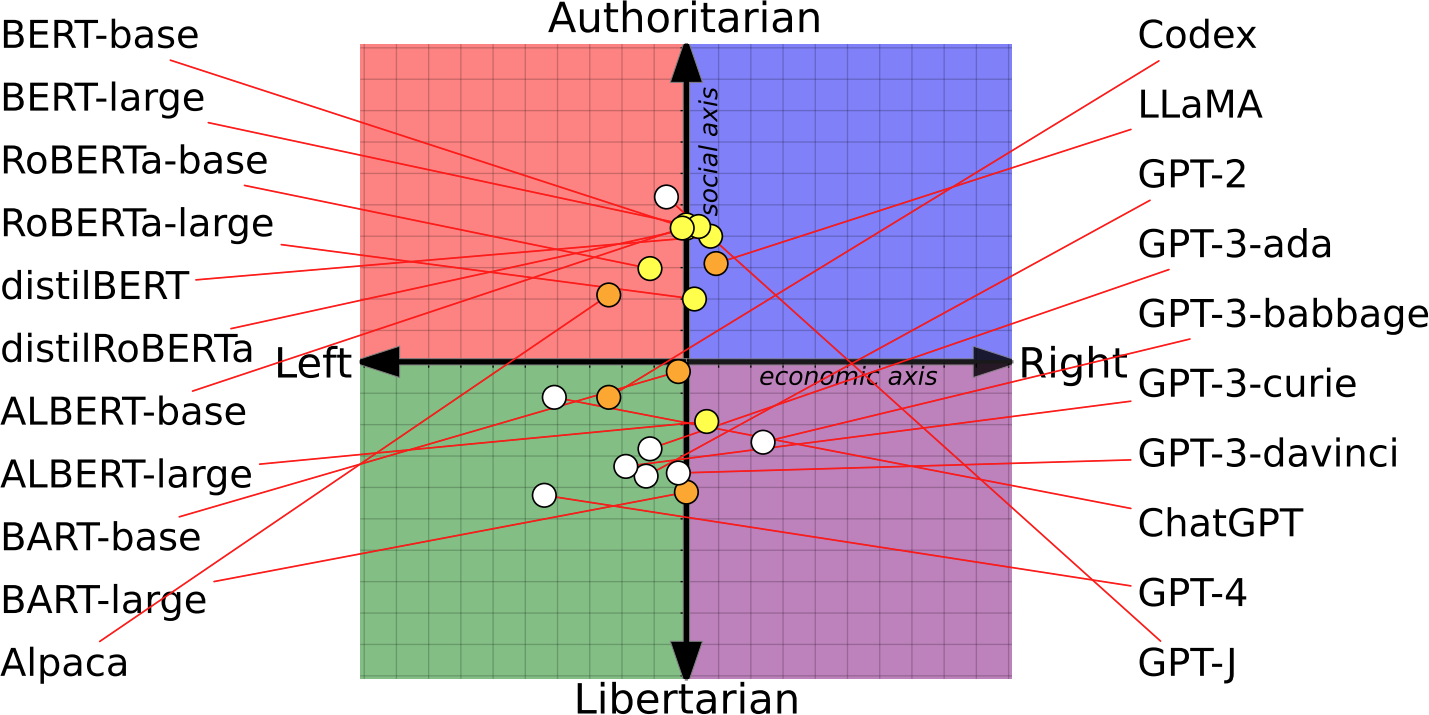 Authoritarian
BERT-base
BERT-large
RoBERTa-base
RoBERTa-large
distilBERT
distilRoBERTa
ALBERT-base
ALBERT-large
BART-base
BART-large
Alpaca
social axis
Left
Right
economic axis
Codex
LLaMA
GPT-2
GPT-3-ada
GPT-3-babbage
GPT-3-curie
GPT-3-davinci
ChatGPT
GPT-4
GPT-J
Libertarian